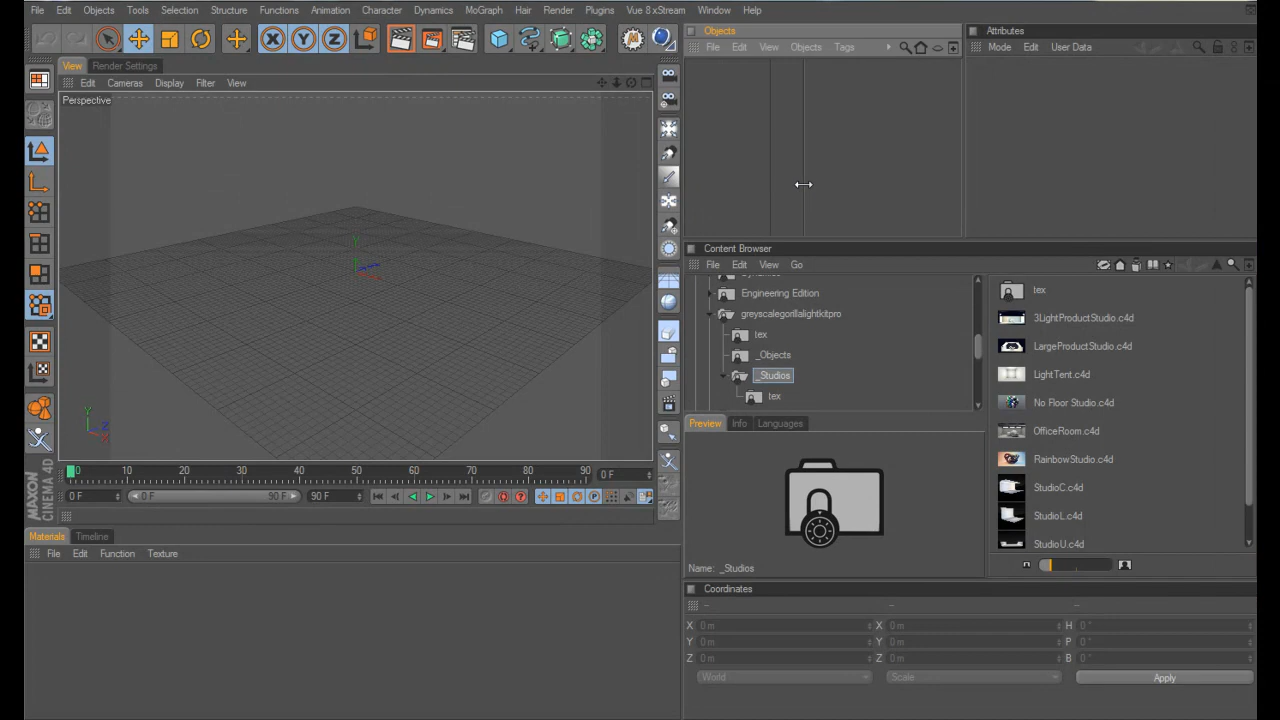 File Edit Objects Tools Selection Structure Functions Animation Character Dynamics MoGraph Hair Render Plugins Vue 8 xStream Window Help
Objects
Attributes
File Edit View Objects Tags
Mode Edit User Data
X Y Z
View Render Settings
Edit Cameras Display Filter View
Perspective
Y
Y
Z
X
Content Browser
File Edit View Go
Engineering Edition
greyscalegorillalightkitpro
tex
_Objects
_Studios
tex
tex
3LightProductStudio.c4d
LargeProductStudio.c4d
LightTent.c4d
No Floor Studio.c4d
OfficeRoom.c4d
RainbowStudio.c4d
StudioC.c4d
StudioL.c4d
StudioU.c4d
Preview Info Languages
Name: _Studios
0 10 20 30 40 50 60 70 80 90 0 F
0 F 0 F 90 F 90 F
MAXON
CINEMA 4D
Materials Timeline
File Edit Function Texture
Coordinates
-- -- --
X 0 m X 0 m H 0 °
Y 0 m Y 0 m P 0 °
Z 0 m Z 0 m B 0 °
World Scale Apply